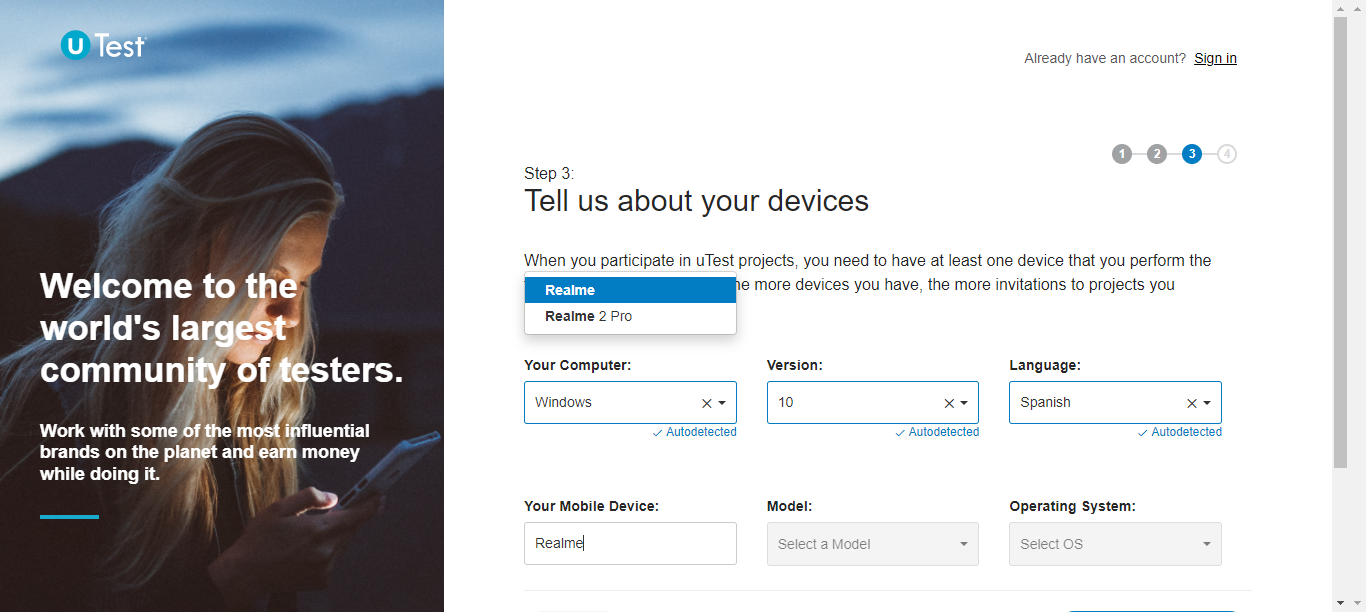 uTest
Already have an account? Sign in
1 2 3 4
Step 3:
Tell us about your devices
When you participate in uTest projects, you need to have at least one device that you perform the
he more devices you have, the more invitations to projects you
Realme
Realme 2 Pro
Your Computer: Version: Language:
Windows 10 Spanish
Autodetected Autodetected Autodetected
Your Mobile Device: Model: Operating System:
Realme Select a Model Select OS
Welcome to the
world's largest
community of testers.
Work with some of the most influential
brands on the planet and earn money
while doing it.